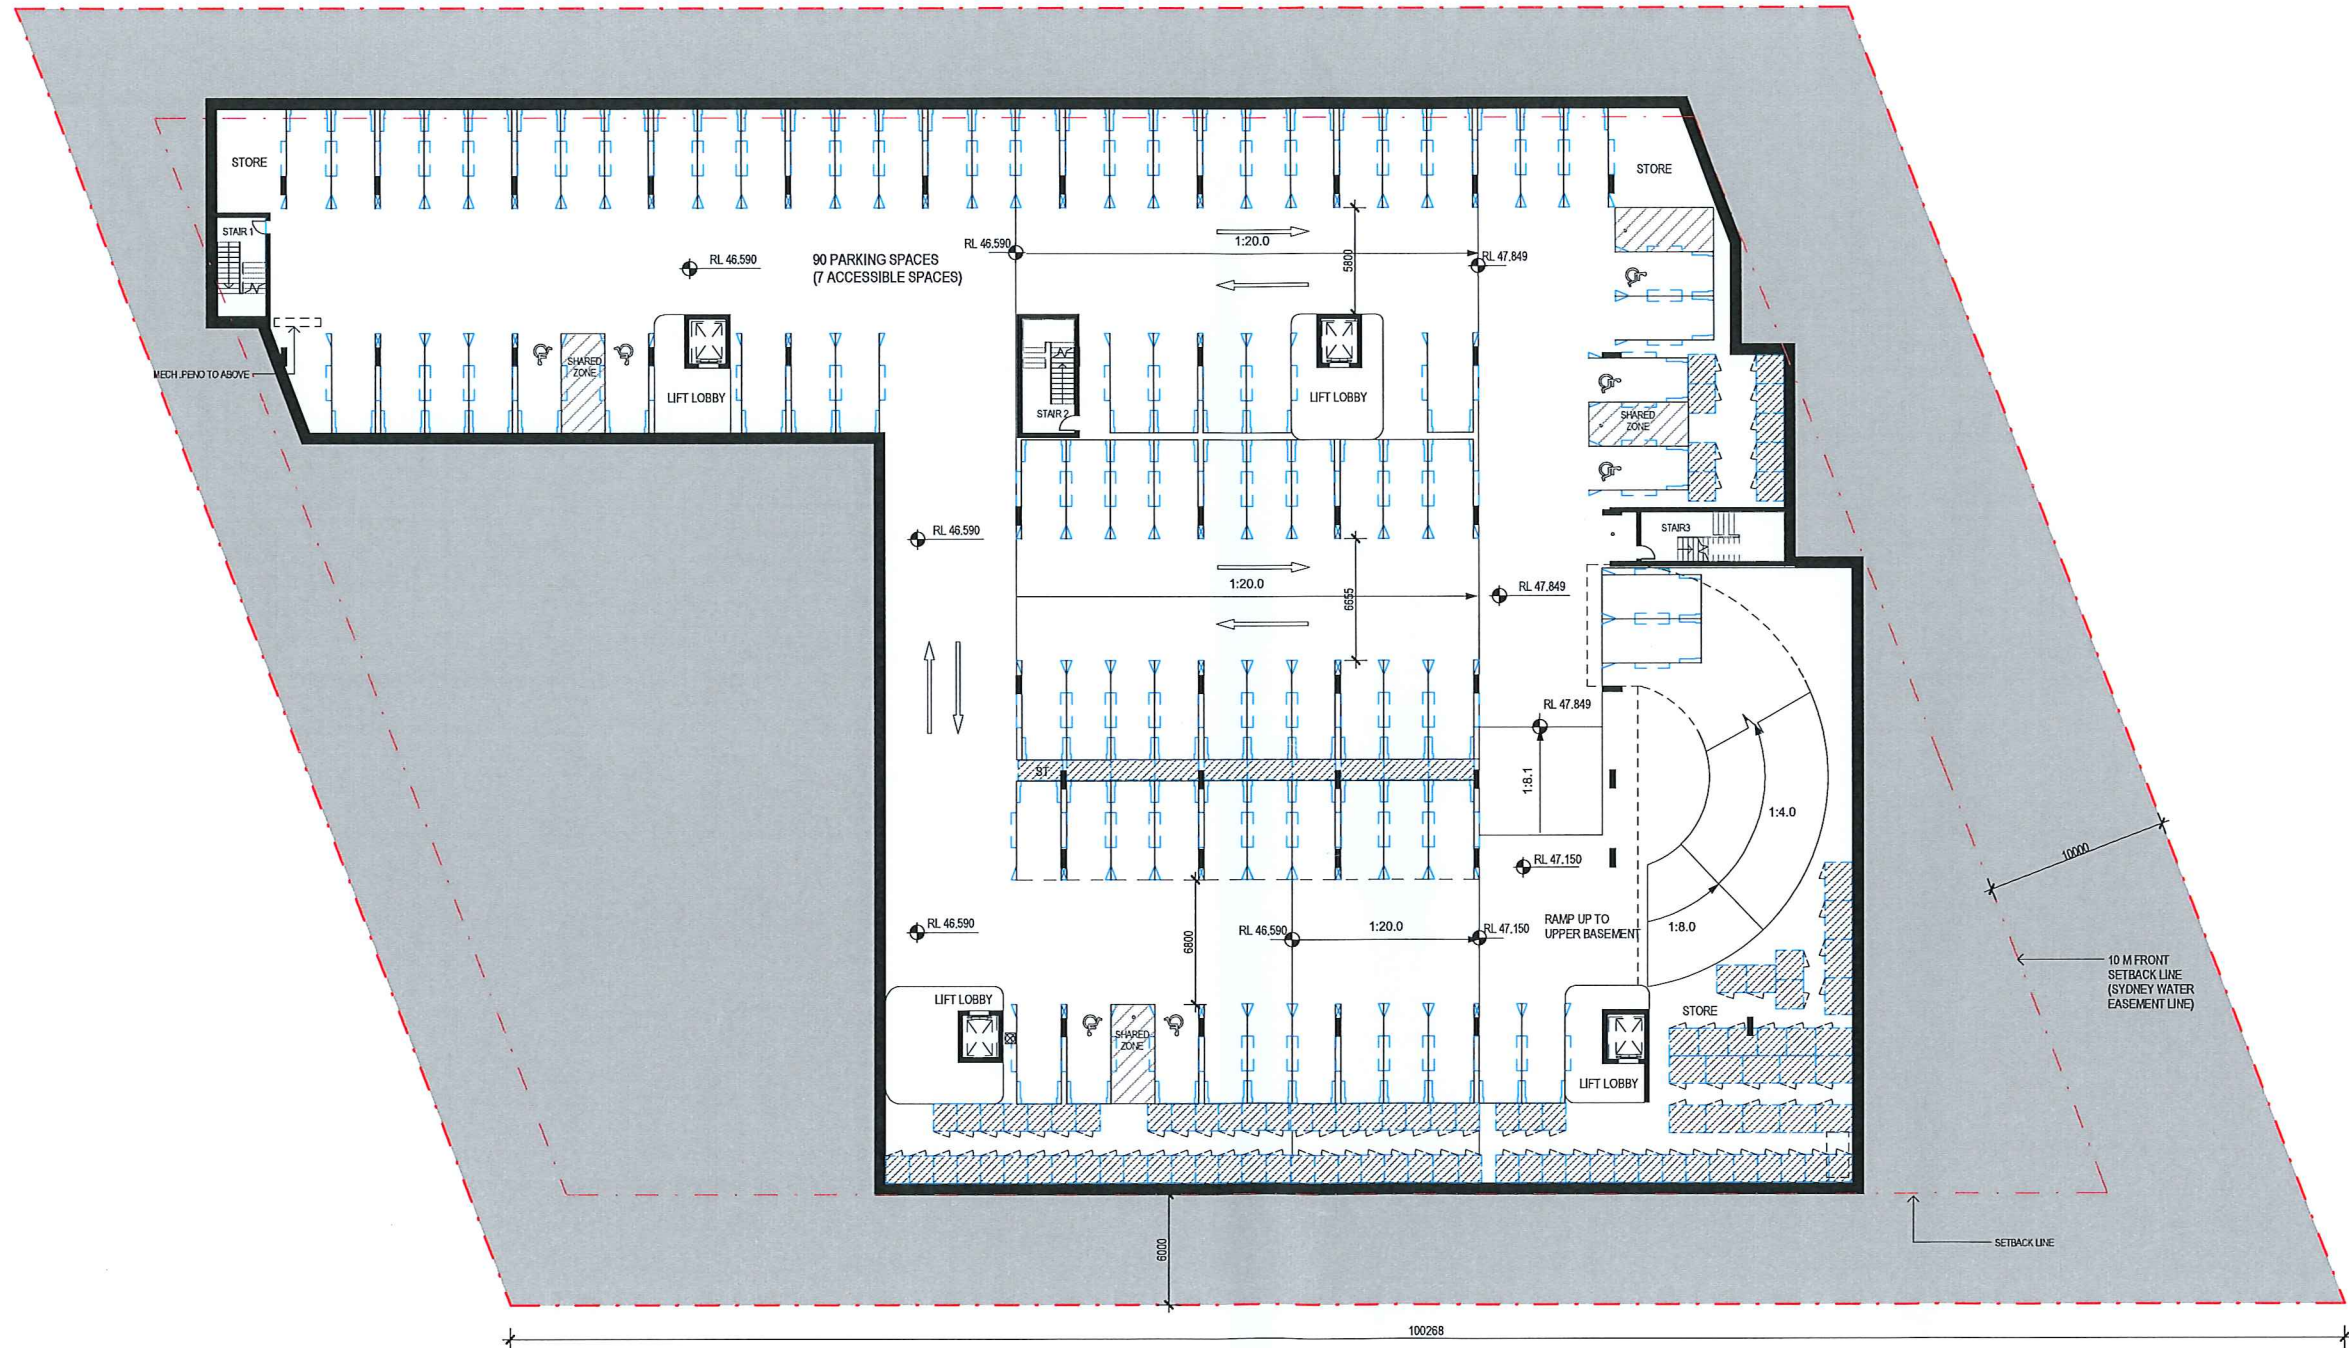 STORE
STORE
STAIR 1
RL 46.590
90 PARKING SPACES
(7 ACCESSIBLE SPACES)
RL 46.590
1:20.0
5800
RL 47.849
MECH .PENO TO ABOVE
SHARED
ZONE
LIFT LOBBY
STAIR 2
LIFT LOBBY
SHARED
ZONE
RL 46.590
STAIR3
1:20.0
6655
RL 47.849
RL 47.849
ST
1:8.1
1:4.0
RL 47.150
10000
RL 46.590
6800
RL 46.590
1:20.0
RL 47.150
RAMP UP TO
UPPER BASEMENT
1:8.0
10 M FRONT
SETBACK LINE
(SYDNEY WATER
EASEMENT LINE)
LIFT LOBBY
SHARED
ZONE
STORE
LIFT LOBBY
6000
SETBACK LINE
100268